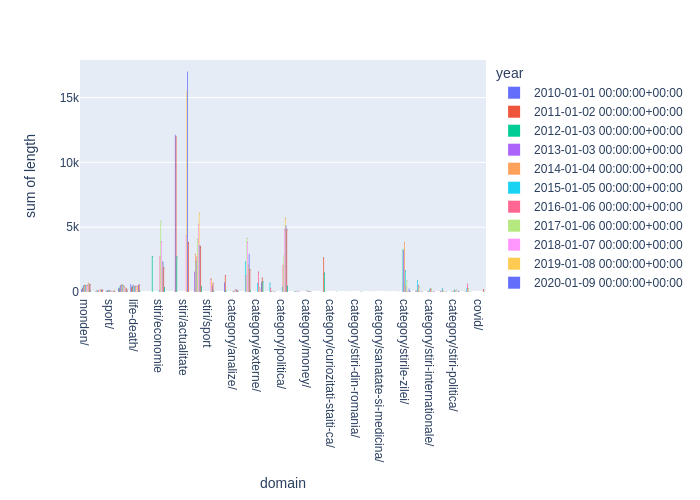 year
2010-01-01 00:00:00+00:00
2011-01-02 00:00:00+00:00
2012-01-03 00:00:00+00:00
2013-01-03 00:00:00+00:00
2014-01-04 00:00:00+00:00
2015-01-05 00:00:00+00:00
2016-01-06 00:00:00+00:00
2017-01-06 00:00:00+00:00
2018-01-07 00:00:00+00:00
2019-01-08 00:00:00+00:00
2020-01-09 00:00:00+00:00
sum of length
15k
10k
5k
0
monden/
sport/
life-death/
stiri/economie
stiri/actualitate
stiri/sport
category/analize/
category/externe/
category/politica/
category/money/
category/curiozitati-staiti-ca/
category/stiri-din-romania/
category/sanatate-si-medicina/
category/stirile-zilei/
category/stiri-internationale/
category/stiri-politica/
covid/
domain